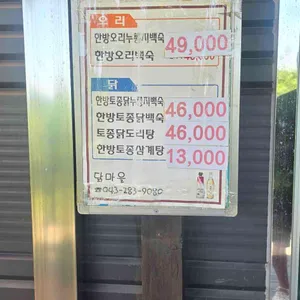 오 리
한방오리누룽지백숙 49,000
한방오리백숙
닭
한방토종닭누룽지백숙
한방토종닭백숙 46,000
토종닭도리탕 46,000
한방토종삼계탕 13,000
닭마을
☎043-283-9080